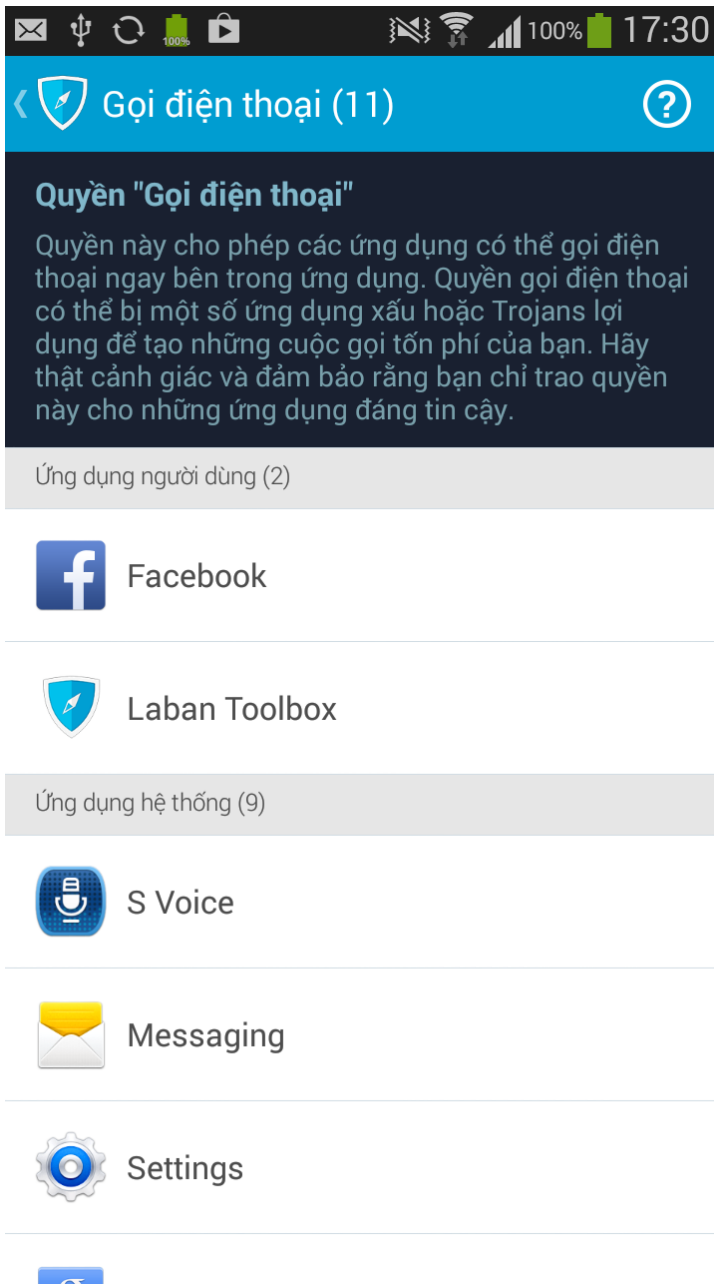 100%
100%
17:30
Gọi điện thoại (11)
?
Quyền "Gọi điện thoại"
Quyền này cho phép các ứng dụng có thể gọi điện
thoại ngay bên trong ứng dụng. Quyền gọi điện thoại
có thể bị một số ứng dụng xấu hoặc Trojans lợi
dụng để tạo những cuộc gọi tốn phí của bạn. Hãy
thật cảnh giác và đảm bảo rằng bạn chỉ trao quyền
này cho những ứng dụng đáng tin cậy.
Ứng dụng người dùng (2)
f
Facebook
Laban Toolbox
Ứng dụng hệ thống (9)
S Voice
Messaging
Settings